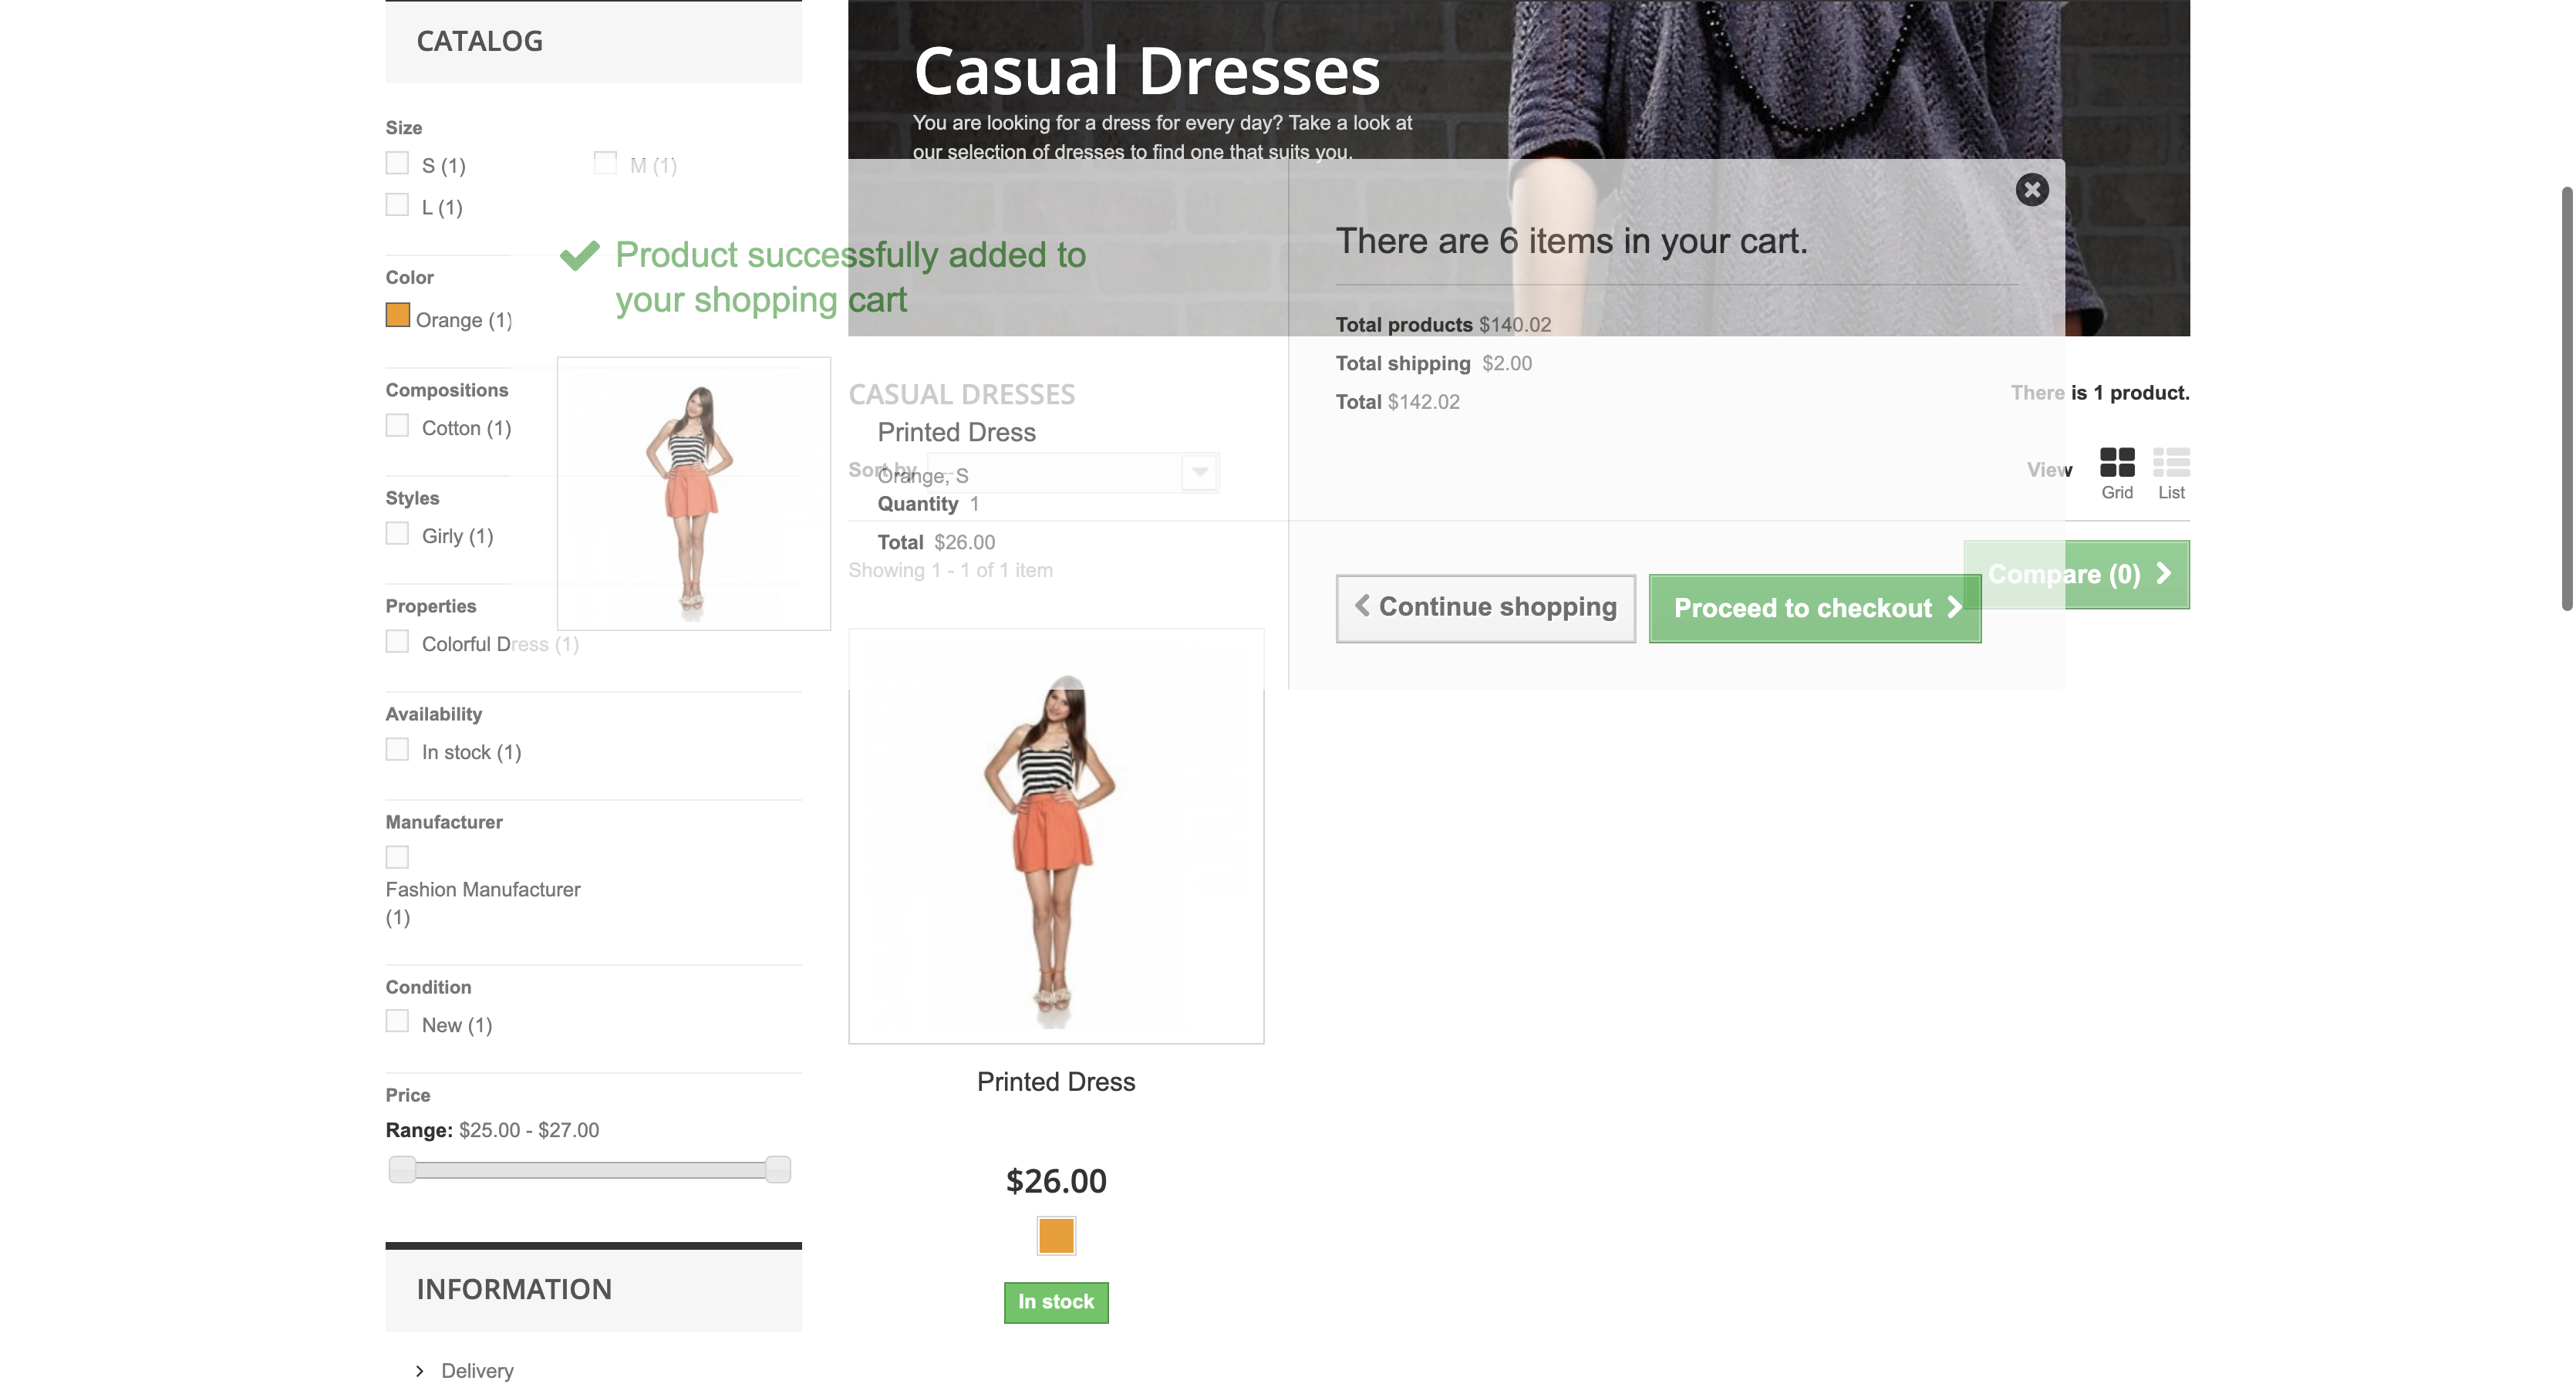 CATALOG
Size
S (1)
M (1)
L (1)
Color
Orange (1)
Compositions
Cotton (1)
Styles
Girly (1)
Properties
Colorful Dress (1)
Availability
In stock (1)
Manufacturer
Fashion Manufacturer
(1)
Condition
New (1)
Price
Range: $25.00 - $27.00
INFORMATION
Delivery
Casual Dresses
You are looking for a dress for every day? Take a look at
our selection of dresses to find one that suits you.
Product successfully added to
your shopping cart
Printed Dress
Orange, S
Quantity 1
Total $26.00
There are 6 items in your cart.
Total products $140.02
Total shipping $2.00
Total $142.02
Continue shopping
Proceed to checkout
CASUAL DRESSES
There is 1 product.
Sort by --
View
Grid
List
Showing 1 - 1 of 1 item
Compare (0)
Printed Dress
$26.00
In stock